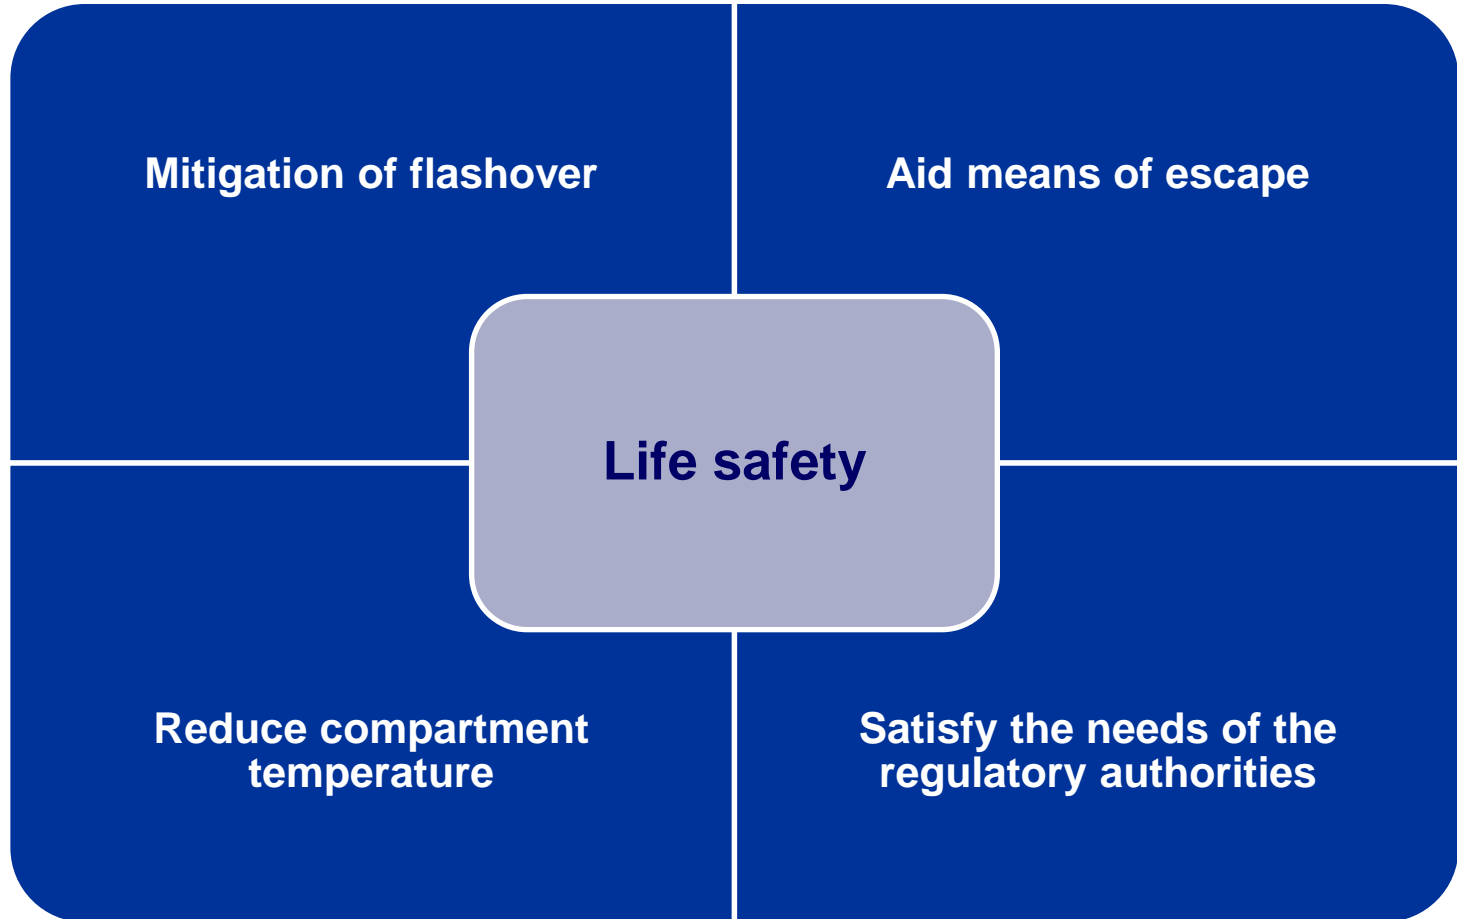 Mitigation of flashover
Aid means of escape
Life safety
Reduce compartment
temperature
Satisfy the needs of the
regulatory authorities